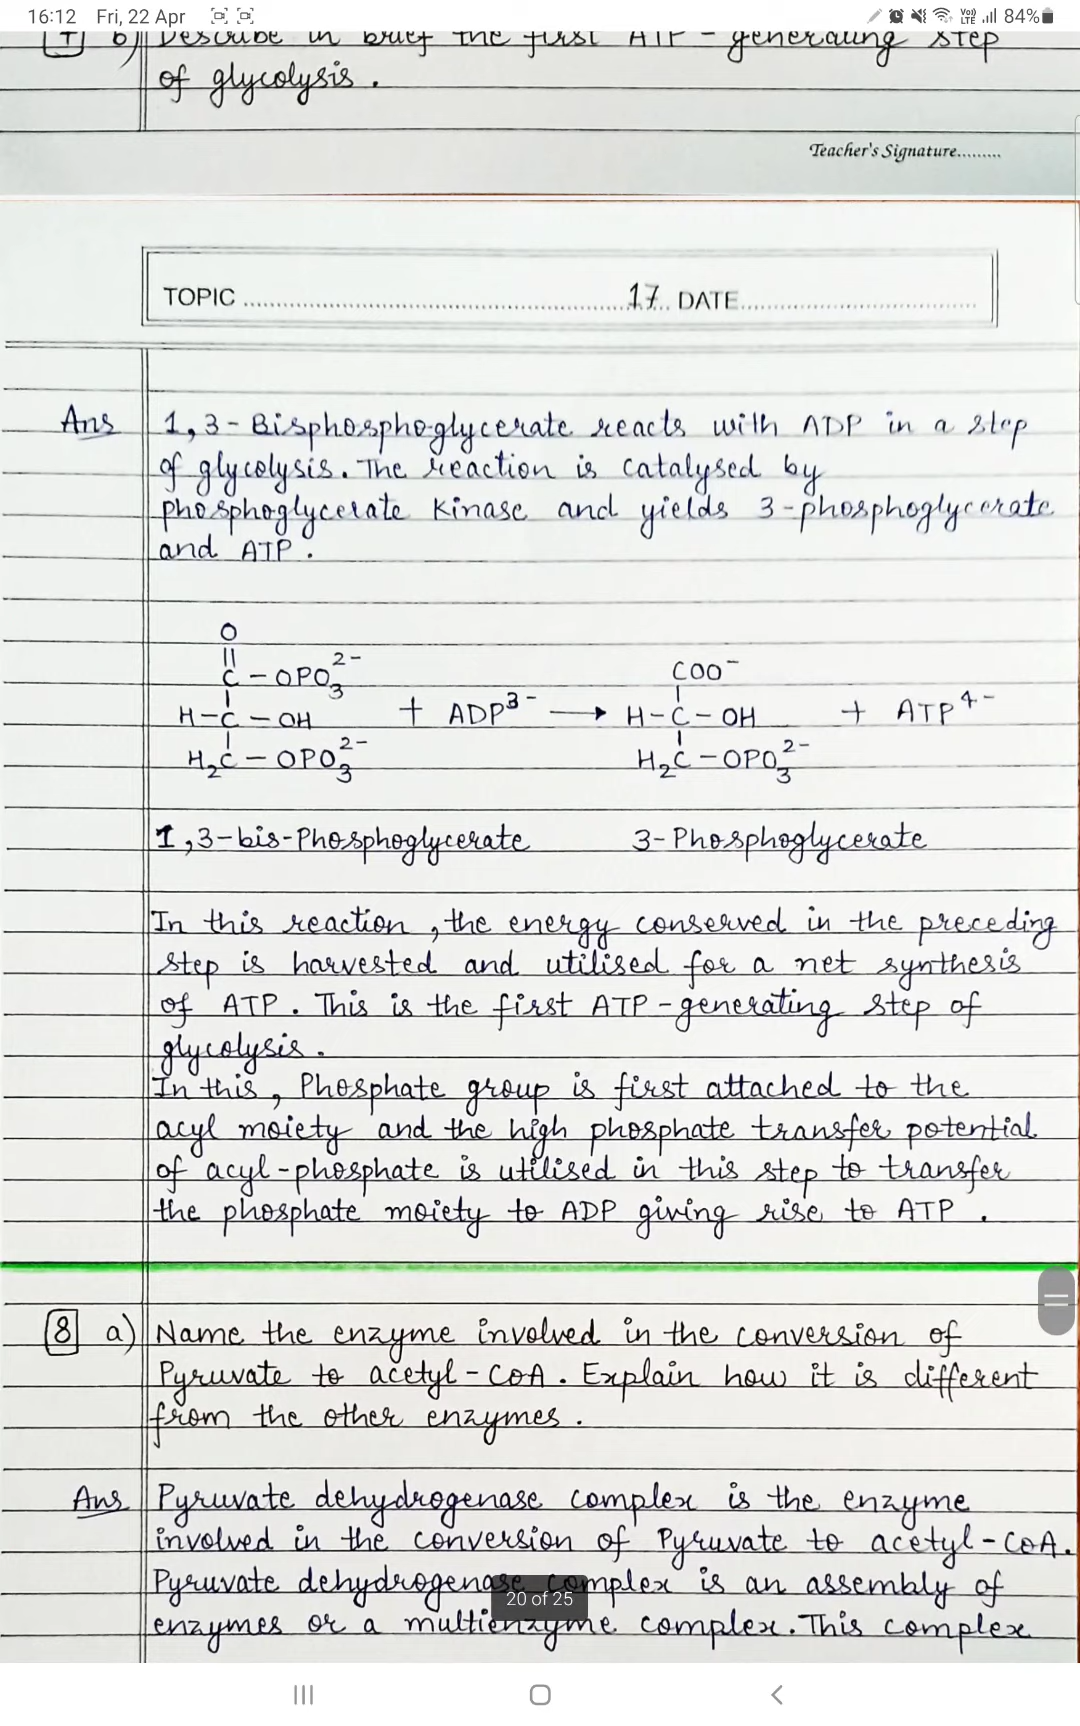 16:12 Fri, 22 Apr 84%
b) Describe in brief the first ATP - generating step
of glycolysis.
Teacher's Signature.........
TOPIC ......................................................... 17.. DATE...................................
Ans 1,3-Bisphosphoglycerate reacts with ADP in a step
of glycolysis. The reaction is catalysed by
phosphoglycerate kinase and yields 3-phosphoglycerate
and ATP.
O
||
C - OPO₃²⁻ COO⁻
H-C-OH + ADP³⁻ → H-C-OH + ATP⁴⁻
H₂C - OPO₃²⁻ H₂C-OPO₃²⁻
1,3-bis-Phosphoglycerate 3-Phosphoglycerate
In this reaction, the energy conserved in the preceding
step is harvested and utilised for a net synthesis
of ATP. This is the first ATP-generating step of
glycolysis.
In this, Phosphate group is first attached to the
acyl moiety and the high phosphate transfer potential
of acyl-phosphate is utilised in this step to transfer
the phosphate moiety to ADP giving rise to ATP.
8 a) Name the enzyme involved in the conversion of
Pyruvate to acetyl-CoA. Explain how it is different
from the other enzymes.
Ans Pyruvate dehydrogenase complex is the enzyme
involved in the conversion of Pyruvate to acetyl-CoA.
Pyruvate dehydrogenase complex is an assembly of
20 of 25
enzymes or a multienzyme complex. This complex